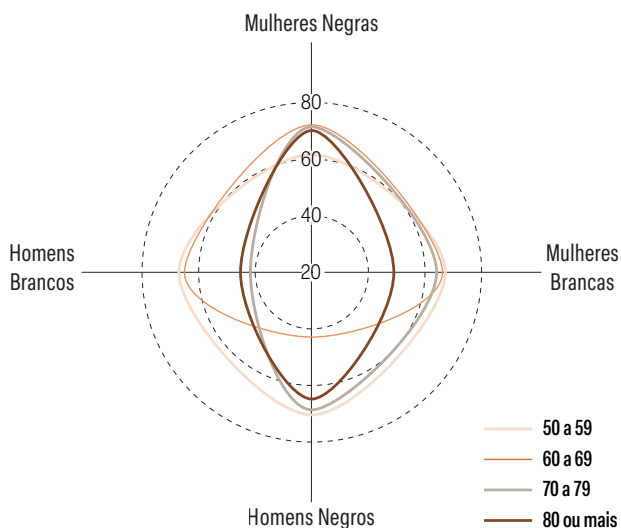 Mulheres Negras
80
60
40
20
Homens
Brancos
Mulheres
Brancas
Homens Negros
50 a 59
60 a 69
70 a 79
80 ou mais